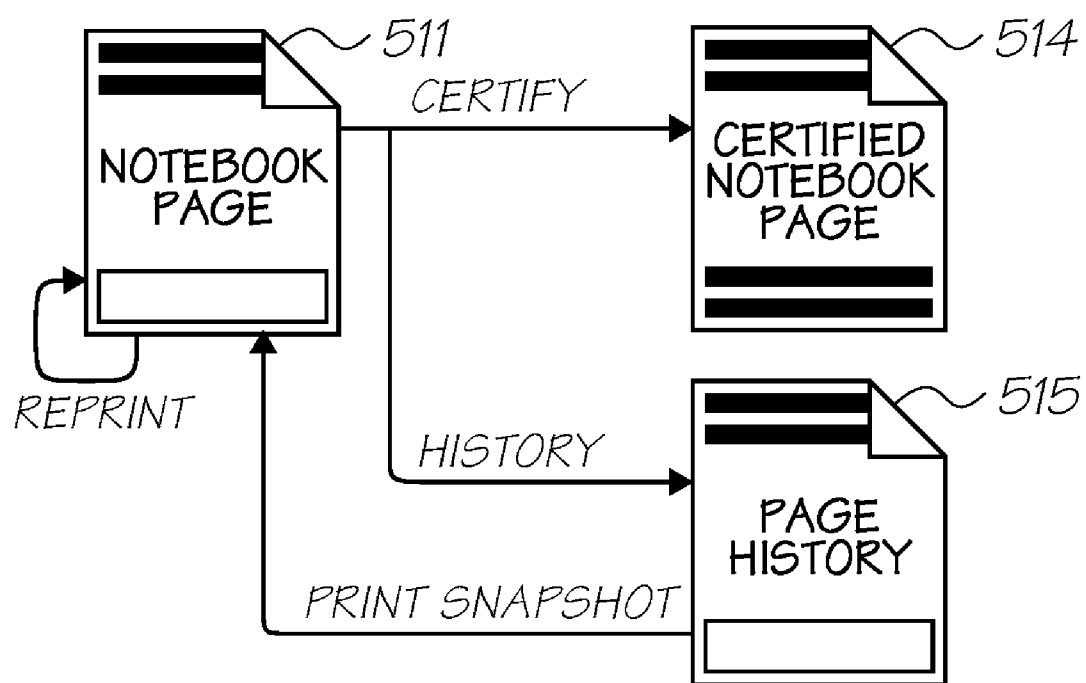 511
514
CERTIFY
NOTEBOOK
PAGE
CERTIFIED
NOTEBOOK
PAGE
REPRINT
515
HISTORY
PAGE
HISTORY
PRINT SNAPSHOT